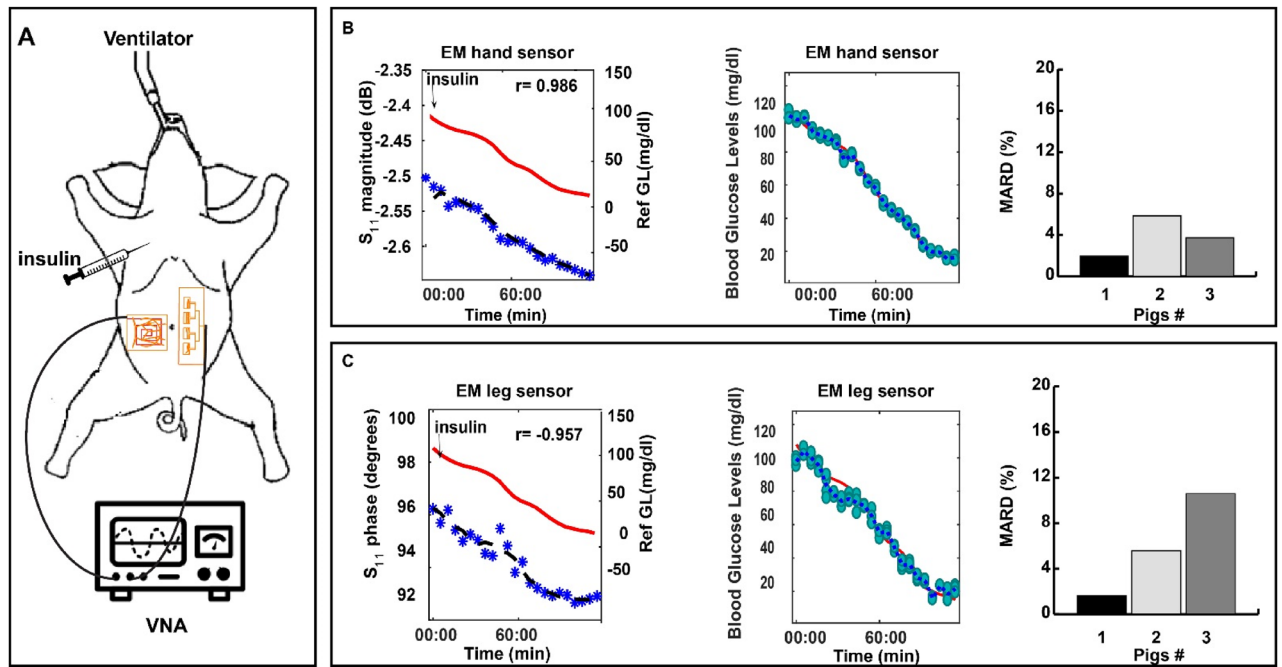 A
Ventilator
insulin
VNA
B
EM hand sensor
S11 magnitude (dB)
-2.35
-2.4
-2.45
-2.5
-2.55
-2.6
insulin
r= 0.986
150
100
50
0
-50
Ref GL(mg/dl)
00:00 60:00
Time (min)
EM hand sensor
Blood Glucose Levels (mg/dl)
120
100
80
60
40
20
00:00 60:00
Time (min)
MARD (%)
20
16
12
8
4
0
1 2 3
Pigs #
C
EM leg sensor
S11 phase (degrees)
100
98
96
94
92
insulin
r= -0.957
150
100
50
0
-50
Ref GL(mg/dl)
00:00 60:00
Time (min)
EM leg sensor
Blood Glucose Levels (mg/dl)
120
100
80
60
40
20
00:00 60:00
Time (min)
MARD (%)
20
16
12
8
4
0
1 2 3
Pigs #